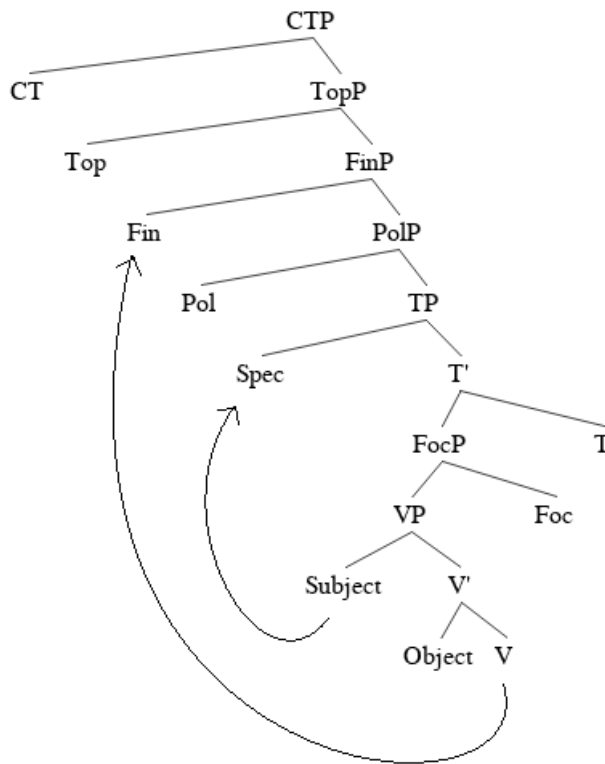 CTP
CT TopP
Top FinP
Fin PolP
Pol TP
Spec T'
FocP T
VP Foc
Subject V'
Object V